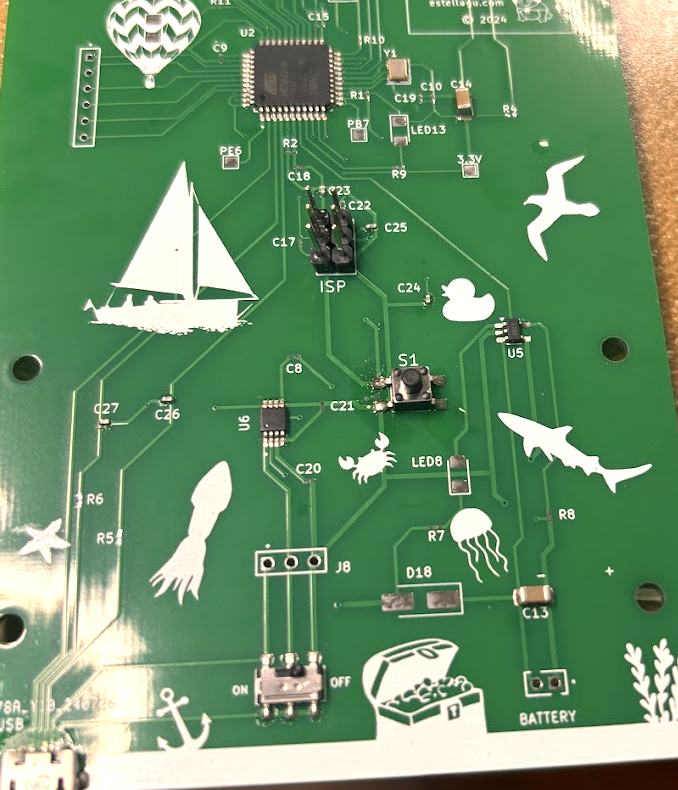 R11
estellagu.com
© 2024
C15
U2
R10
C9
Y1
C14
R1
C19
C10
R4
PB7
LED13
R2
PE6
3.3V
R9
C18
C23
C22
C25
C17
ISP
C24
U5
S1
C8
C27
C26
C21
U6
LED8
C20
R6
R8
R5
R7
J8
D18
+
C13
ON
OFF
BATTERY
USB